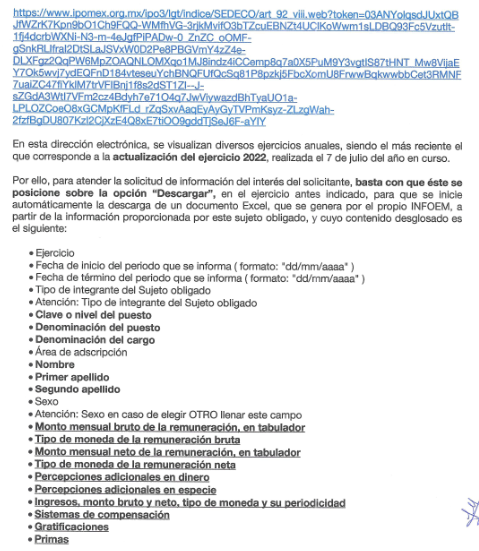 https://www.ipomex.org.mx/ipo3/lgt/indice/SEDECO/art_92_viii.web?token=03ANYolqsdJUxtQB
JfWZrK7Kpn9bO1Ch9FQQ-WMfhVG-3rjkMvifO3bTZcuEBNZt4UClKoWwm1sLDBQ93Fc5Vzutlt-
1fj4dcrbWXNi-N3-m-4eJgfPlPADw-0_ZnZC_oOMF-
gSnkRLlfraI2DtSLaJSVxW0D2Pe8PBGVmY4zZ4e-
DLXFgz2QqPW6MpZOAQNLOMXqo1MJ8indz4iCCemp8q7a0X5PuM9Y3vgtIS87tHNT_Mw8VijaE
Y7Ok5wvj7ydEQFnD184vteseuYchBNQFUfQcSq81P8pzkj5FbcXomU8FrwwBqkwwbbCet3RMNF
7uaiZC47flYkIM7trVFlBnj1f8s2dST1Zl--J-
sZGdA3WtI7VFm2cz4Bdyh7e71O4q7JwViywazdBhTyaUO1a-
LPLOZCoeO8xGCMpKfFLd_rZqSxvAaqEyAyGyTVPmKsyz-ZLzgWah-
2fzfBgDU807KzI2CjXzE4Q8xE7tiOO9gddTjSeJ6F-aYlY
En esta dirección electrónica, se visualizan diversos ejercicios anuales, siendo el más reciente el
que corresponde a la actualización del ejercicio 2022, realizada el 7 de julio del año en curso.
Por ello, para atender la solicitud de información del interés del solicitante, basta con que éste se
posicione sobre la opción “Descargar”, en el ejercicio antes indicado, para que se inicie
automáticamente la descarga de un documento Excel, que se genera por el propio INFOEM, a
partir de la información proporcionada por este sujeto obligado, y cuyo contenido desglosado es
el siguiente:
• Ejercicio
• Fecha de inicio del periodo que se informa ( formato: "dd/mm/aaaa" )
• Fecha de término del periodo que se informa ( formato: "dd/mm/aaaa" )
• Tipo de integrante del Sujeto obligado
• Atención: Tipo de integrante del Sujeto obligado
• Clave o nivel del puesto
• Denominación del puesto
• Denominación del cargo
• Área de adscripción
• Nombre
• Primer apellido
• Segundo apellido
• Sexo
• Atención: Sexo en caso de elegir OTRO llenar este campo
• Monto mensual bruto de la remuneración, en tabulador
• Tipo de moneda de la remuneración bruta
• Monto mensual neto de la remuneración, en tabulador
• Tipo de moneda de la remuneración neta
• Percepciones adicionales en dinero
• Percepciones adicionales en especie
• Ingresos, monto bruto y neto, tipo de moneda y su periodicidad
• Sistemas de compensación
• Gratificaciones
• Primas